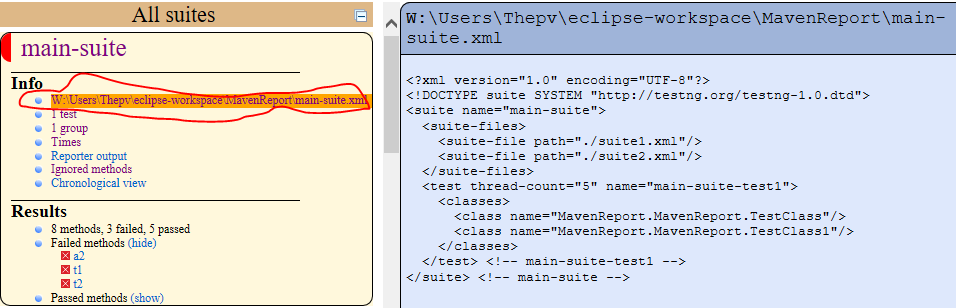 All suites
main-suite
Info
W:\Users\Thepv\eclipse-workspace\MavenReport\main-suite.xml
1 test
1 group
Times
Reporter output
Ignored methods
Chronological view
Results
8 methods, 3 failed, 5 passed
Failed methods (hide)
a2
t1
t2
Passed methods (show)
W:\Users\Thepv\eclipse-workspace\MavenReport\main-
suite.xml
<?xml version="1.0" encoding="UTF-8"?>
<!DOCTYPE suite SYSTEM "http://testng.org/testng-1.0.dtd">
<suite name="main-suite">
  <suite-files>
    <suite-file path="./suite1.xml"/>
    <suite-file path="./suite2.xml"/>
  </suite-files>
  <test thread-count="5" name="main-suite-test1">
    <classes>
      <class name="MavenReport.MavenReport.TestClass"/>
      <class name="MavenReport.MavenReport.TestClass1"/>
    </classes>
  </test> <!-- main-suite-test1 -->
</suite> <!-- main-suite -->